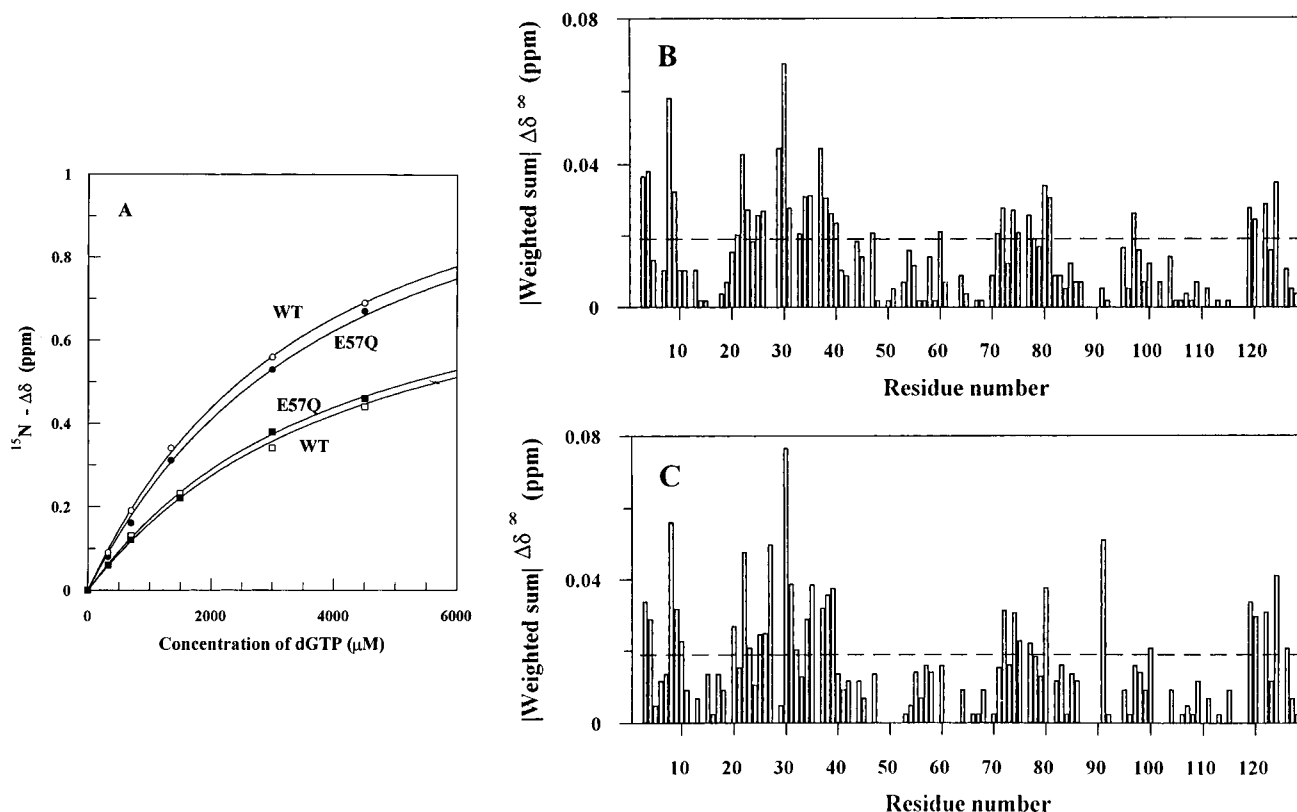 A
1
0.8
0.6
0.4
0.2
0
¹⁵N - Δδ (ppm)
WT
E57Q
E57Q
WT
0 2000 4000 6000
Concentration of dGTP (μM)
B
0.08
0.04
0
|Weighted sum| Δδ ∞ (ppm)
10 20 30 40 50 60 70 80 90 100 110 120
Residue number
C
0.08
0.04
0
|Weighted sum| Δδ ∞ (ppm)
10 20 30 40 50 60 70 80 90 100 110 120
Residue number